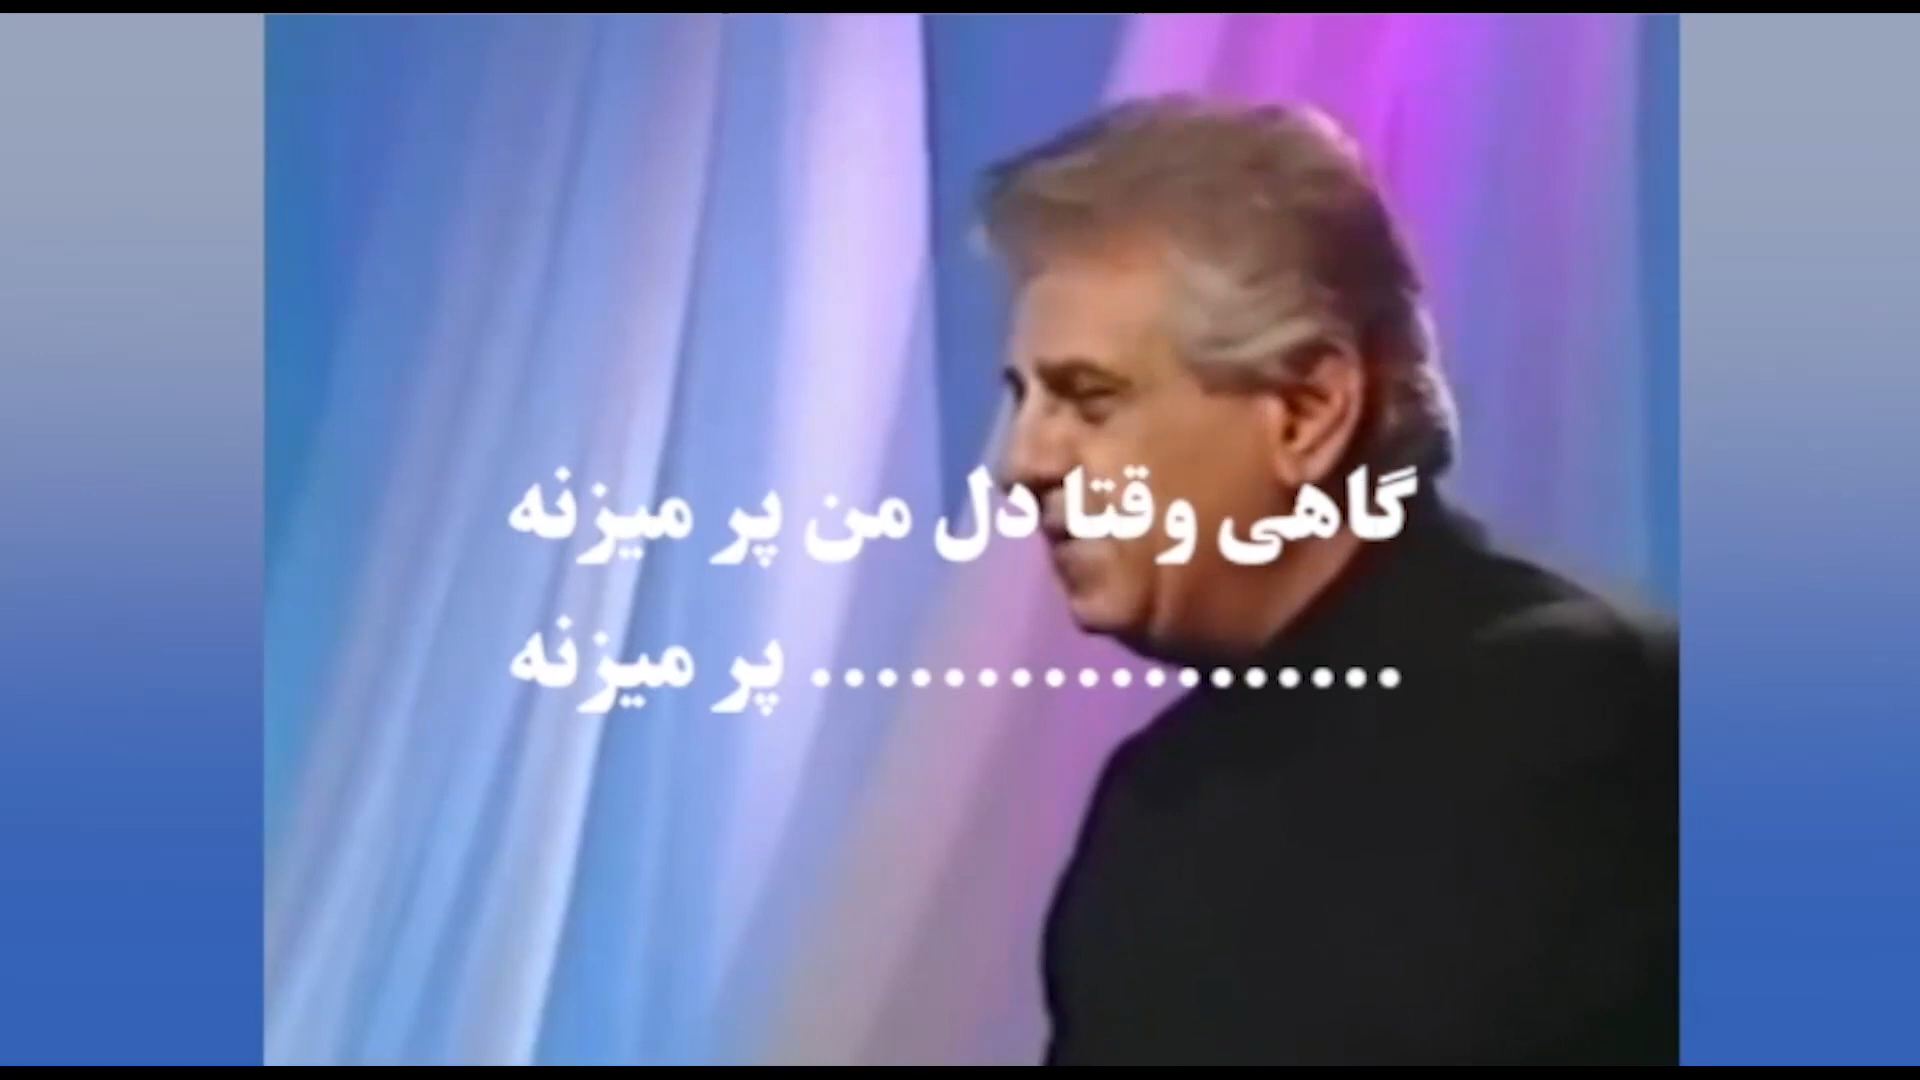 گاهی وقتا دل من پر میزنه
.................. پر میزنه